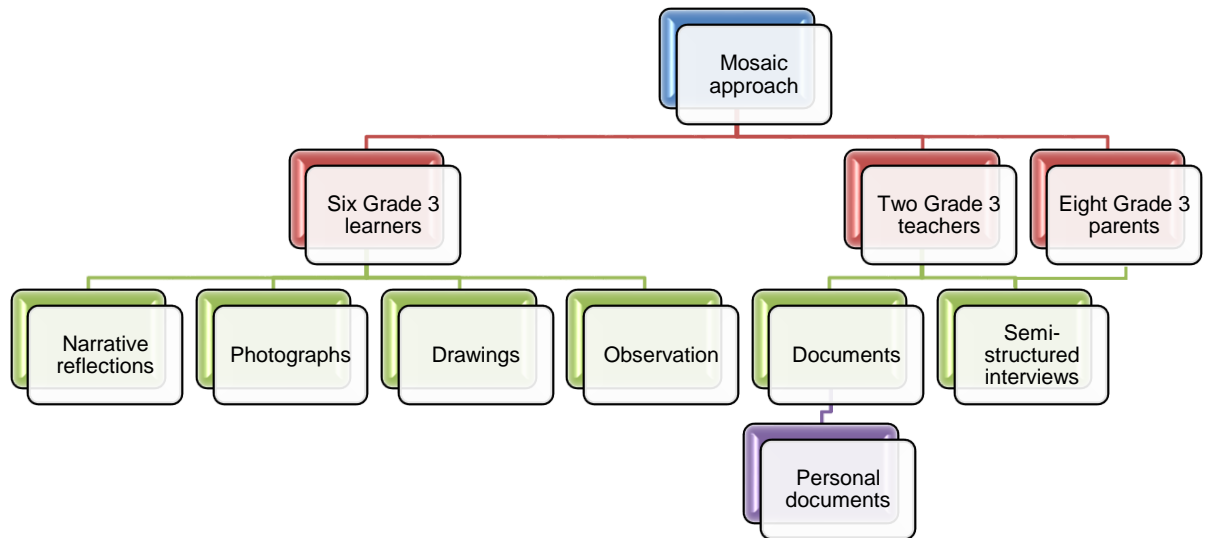 Mosaic
approach
Six Grade 3
learners
Two Grade 3
teachers
Eight Grade 3
parents
Narrative
reflections
Photographs
Drawings
Observation
Documents
Semi-
structured
interviews
Personal
documents